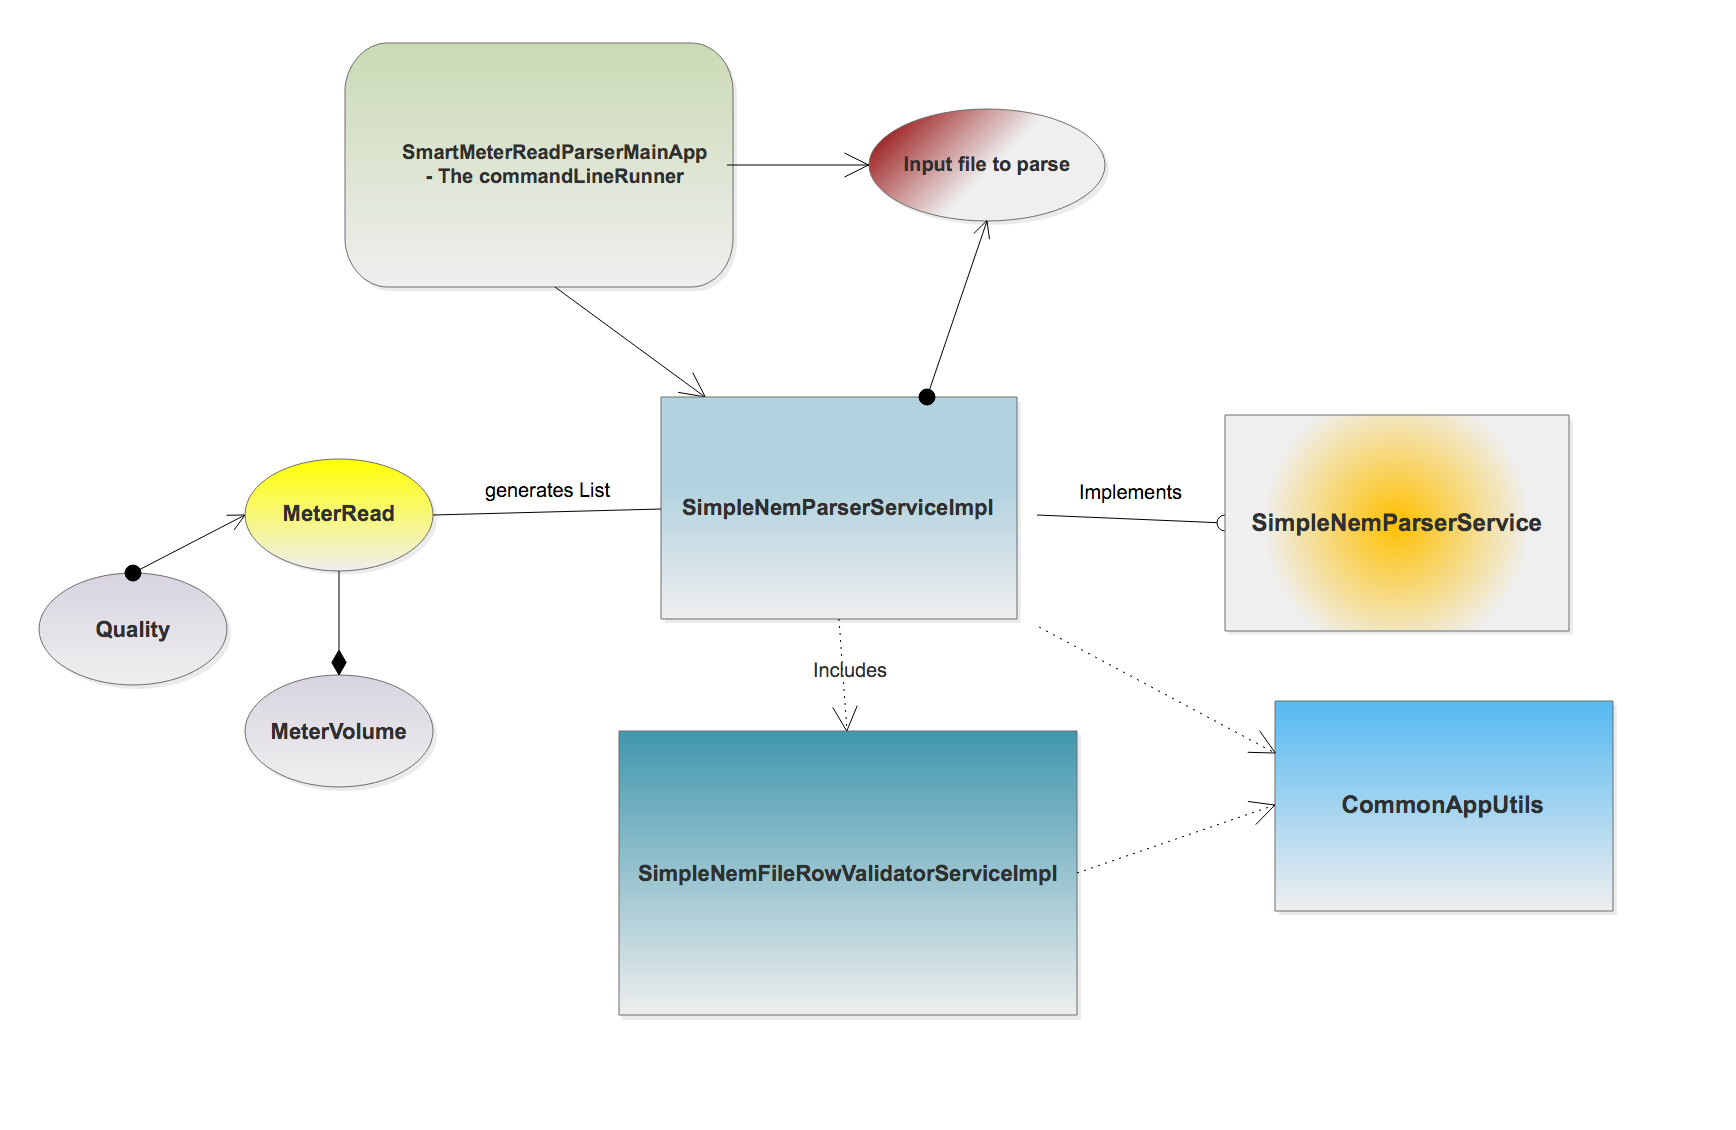 SmartMeterReadParserMainApp
- The commandLineRunner
Input file to parse
generates List
Implements
MeterRead
SimpleNemParserServiceImpl
SimpleNemParserService
Quality
Includes
MeterVolume
CommonAppUtils
SimpleNemFileRowValidatorServiceImpl